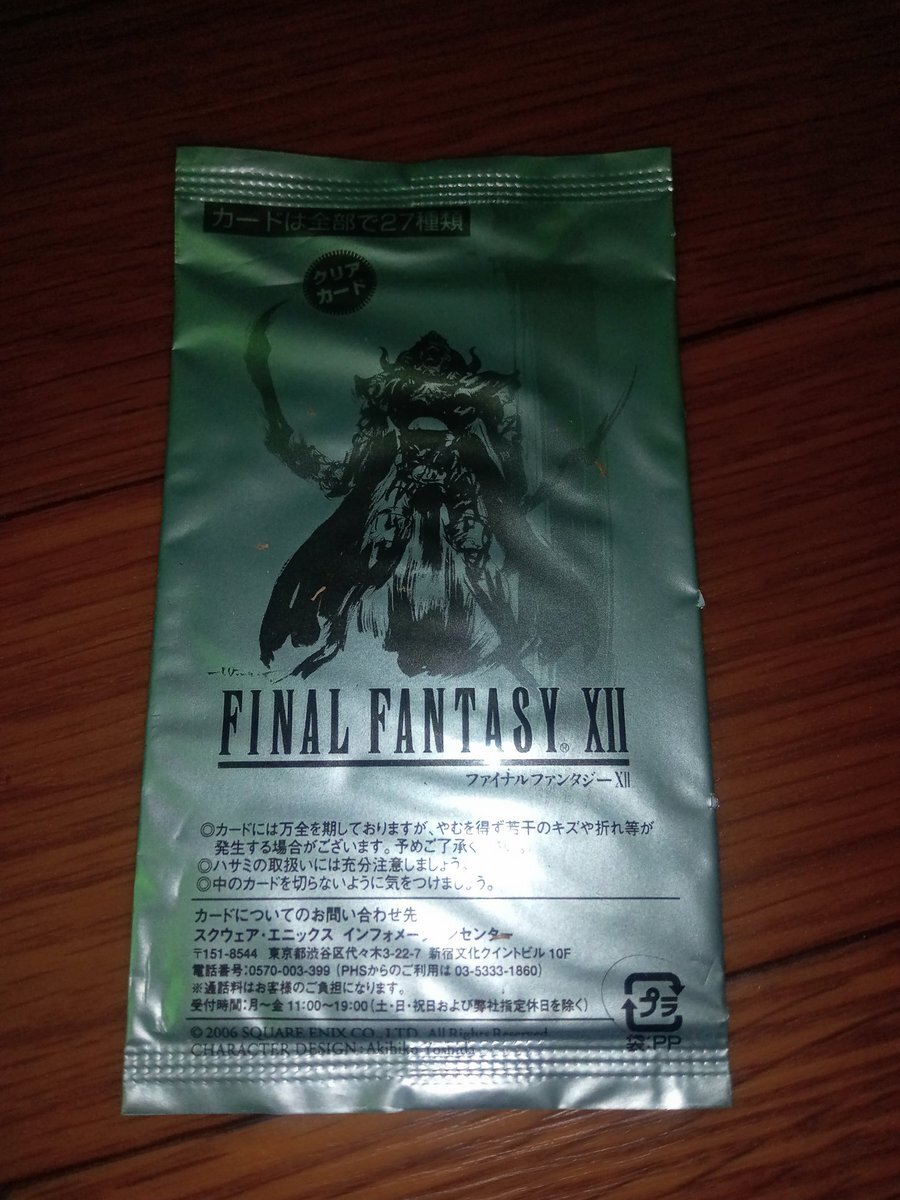 カードは全部で27種類
クリア
カード
FINAL FANTASY® XII
ファイナルファンタジーXII
◎カードには万全を期しておりますが、やむを得ず若干のキズや折れ等が
発生する場合がございます。予めご了承く
◎ハサミの取扱いには充分注意しましょう。
◎中のカードを切らないように気をつけましょう。
カードについてのお問い合わせ先
スクウェア・エニックス インフォメー センター
〒151-8544 東京都渋谷区代々木3-22-7 新宿文化クイントビル 10F
電話番号:0570-003-399 (PHSからのご利用は 03-5333-1860)
※通話料はお客様のご負担になります。
受付時間:月～金 11:00～19:00(土・日・祝日および弊社指定休日を除く)
プラ
袋:PP
© 2006 SQUARE ENIX CO., LTD. All Rights Reserved.
CHARACTER DESIGN: Akihiko Yoshida